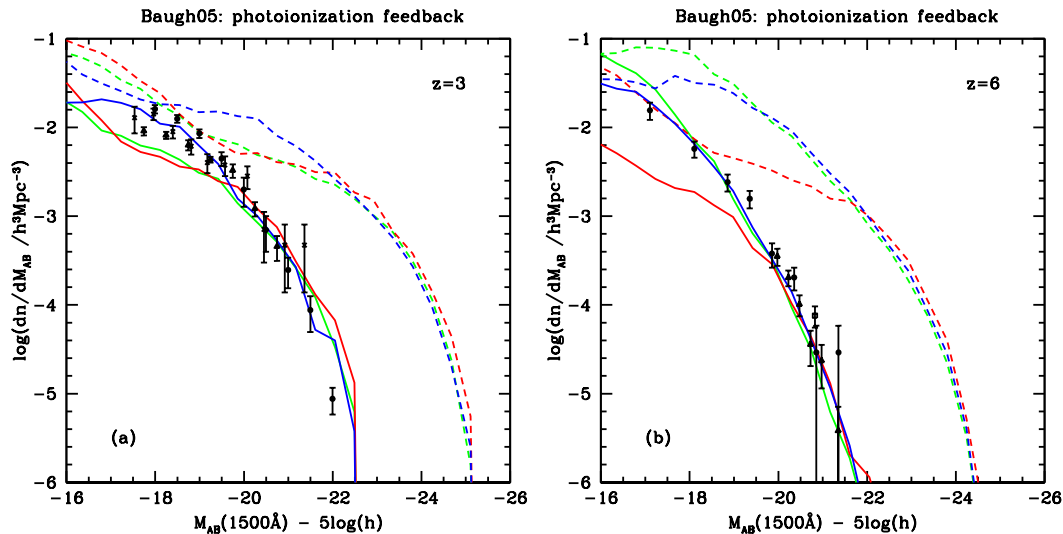 Baugh05: photoionization feedback
z=3
(a)
log(dn/dM_AB /h³Mpc⁻³)
-1
-2
-3
-4
-5
-6
-16 -18 -20 -22 -24 -26
M_AB(1500Å) - 5log(h)
Baugh05: photoionization feedback
z=6
(b)
log(dn/dM_AB /h³Mpc⁻³)
-1
-2
-3
-4
-5
-6
-16 -18 -20 -22 -24 -26
M_AB(1500Å) - 5log(h)